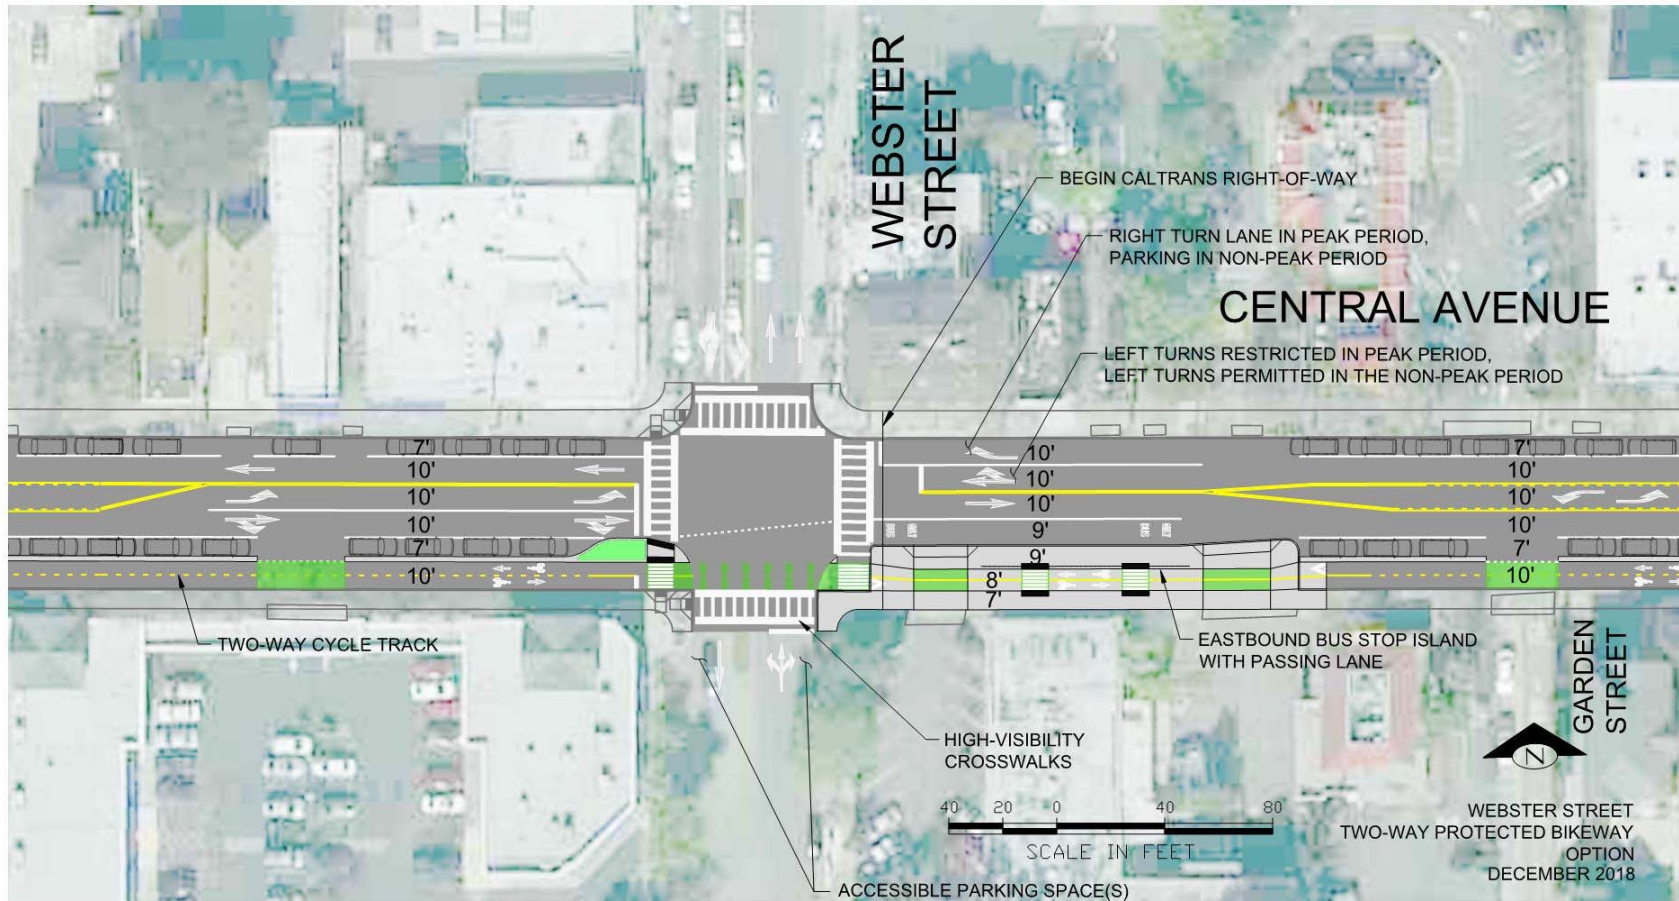 WEBSTER
STREET
BEGIN CALTRANS RIGHT-OF-WAY
RIGHT TURN LANE IN PEAK PERIOD,
PARKING IN NON-PEAK PERIOD
CENTRAL AVENUE
LEFT TURNS RESTRICTED IN PEAK PERIOD,
LEFT TURNS PERMITTED IN THE NON-PEAK PERIOD
7'
10'
10'
10'
7'
10'
10'
10'
10'
9'
9'
8'
7'
7'
10'
10'
10'
7'
10'
TWO-WAY CYCLE TRACK
EASTBOUND BUS STOP ISLAND
WITH PASSING LANE
GARDEN
STREET
HIGH-VISIBILITY
CROSSWALKS
N
40 20 0 40 80
SCALE IN FEET
WEBSTER STREET
TWO-WAY PROTECTED BIKEWAY
OPTION
DECEMBER 2018
ACCESSIBLE PARKING SPACE(S)